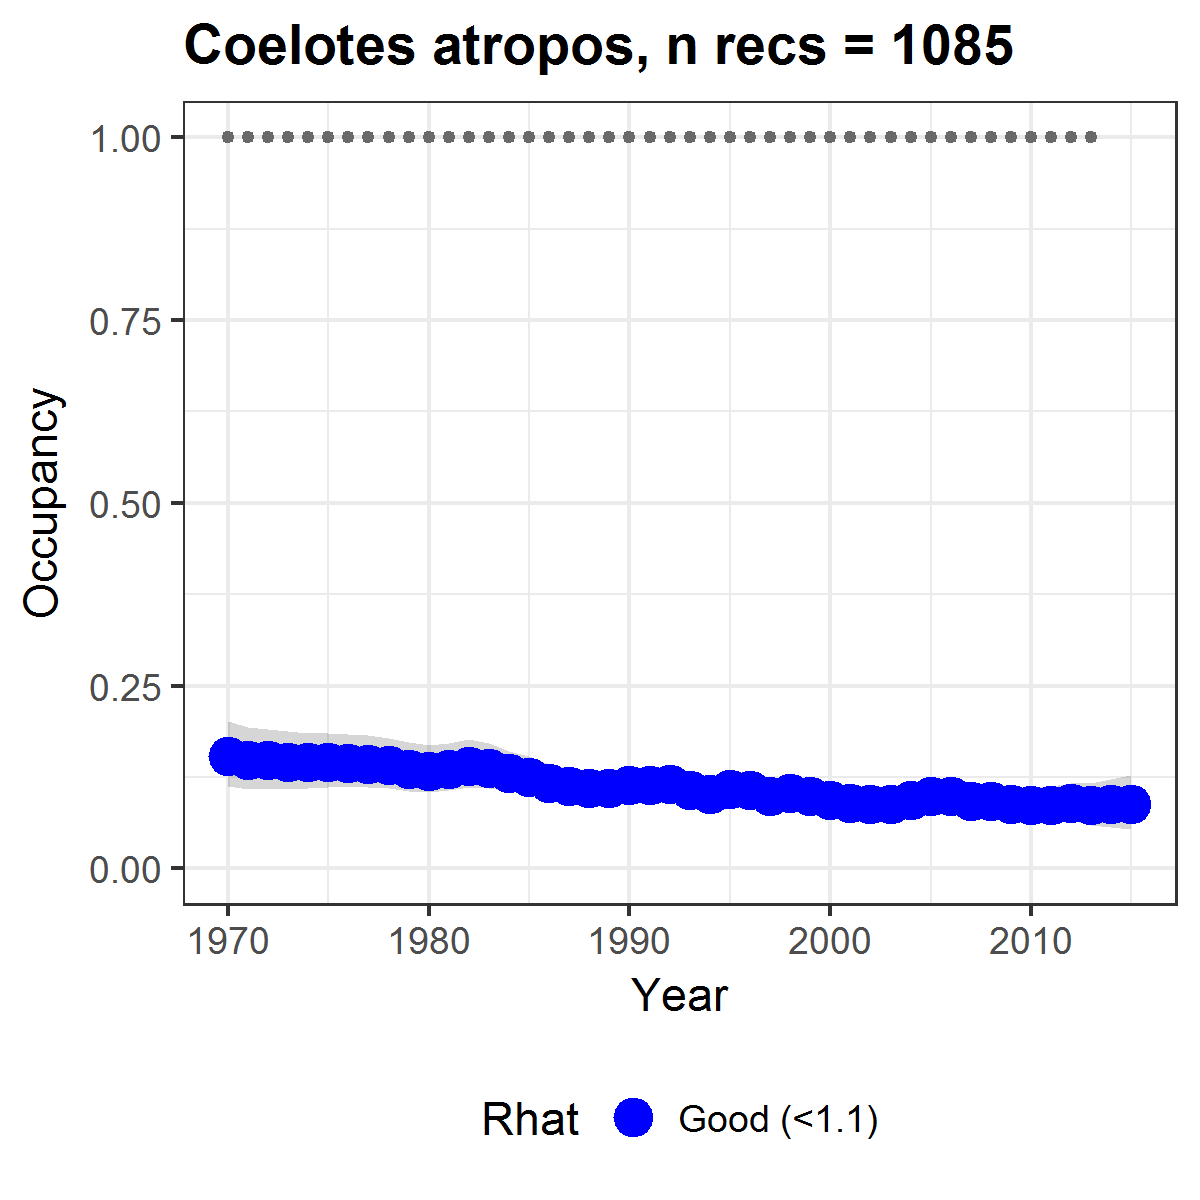 Coelotes atropos, n recs = 1085
1.00
0.75
0.50
0.25
0.00
Occupancy
1970 1980 1990 2000 2010
Year
Rhat Good (<1.1)